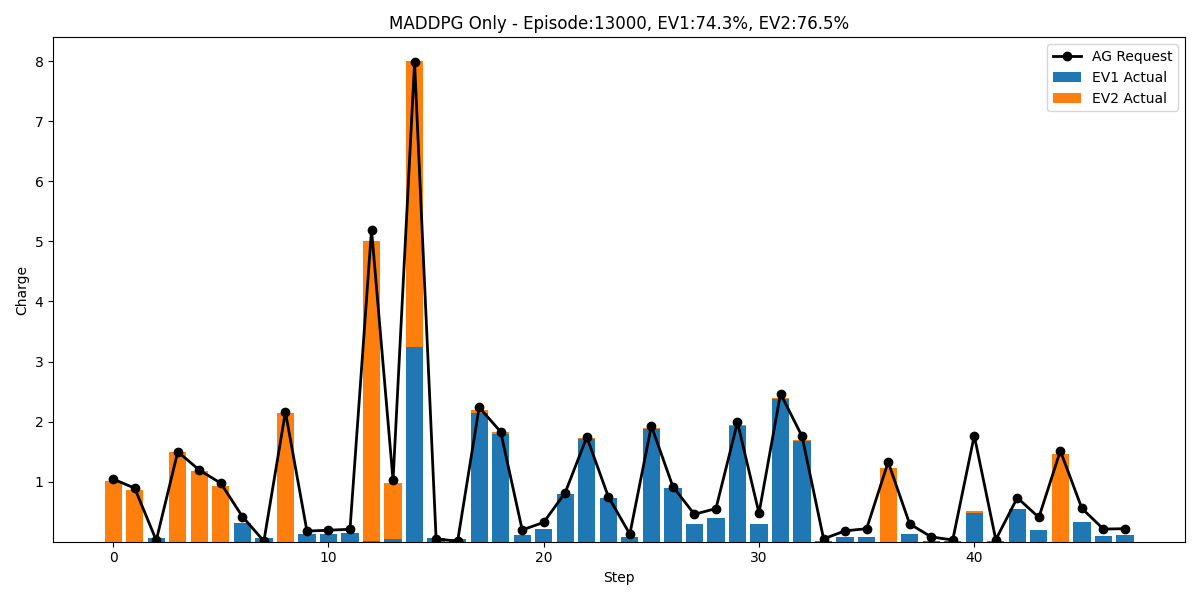 MADDPG Only - Episode:13000, EV1:74.3%, EV2:76.5%
AG Request
EV1 Actual
EV2 Actual
8
7
6
5
4
3
2
1
Charge
0 10 20 30 40
Step